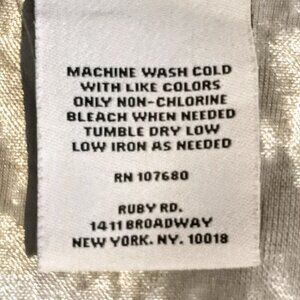 MACHINE WASH COLD
WITH LIKE COLORS
ONLY NON-CHLORINE
BLEACH WHEN NEEDED
TUMBLE DRY LOW
LOW IRON AS NEEDED
RN 107680
RUBY RD.
1411 BROADWAY
NEW YORK. NY. 10018